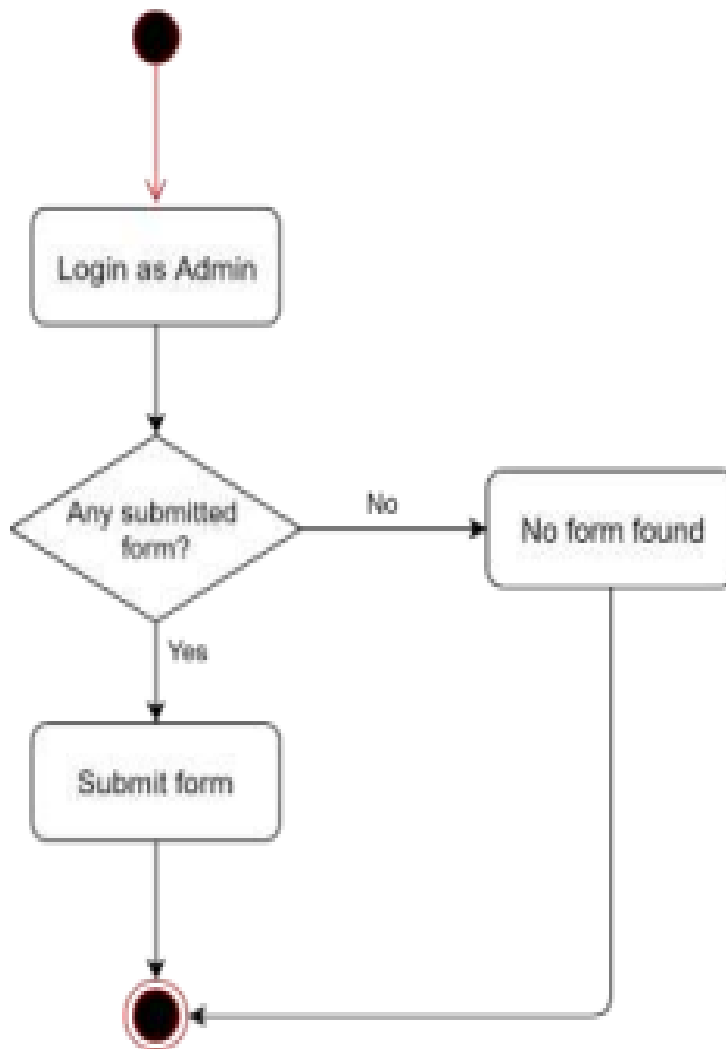 Login as Admin
Any submitted
form?
No
No form found
Yes
Submit form